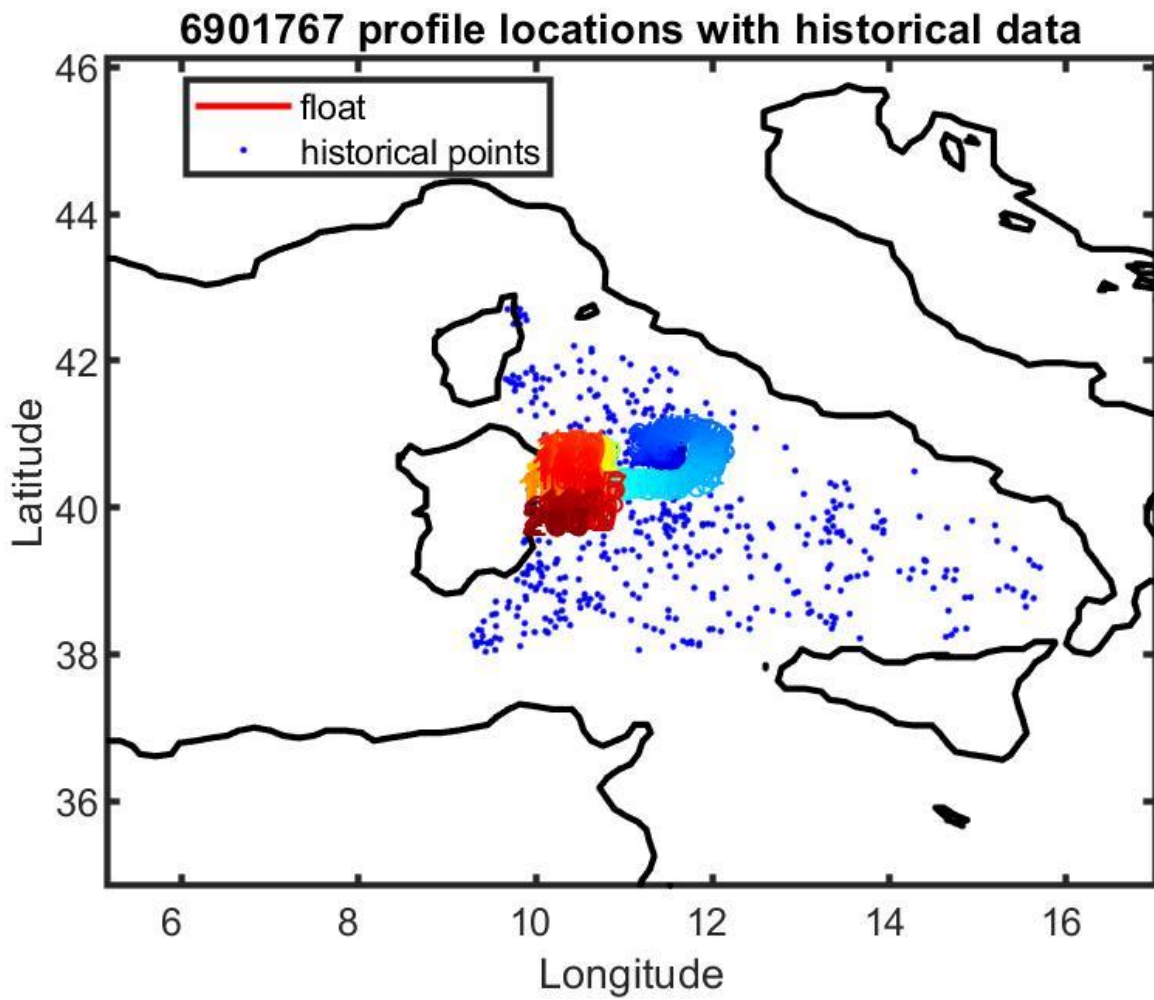 6901767 profile locations with historical data
float
historical points
46
44
42
40
38
36
Latitude
6 8 10 12 14 16
Longitude